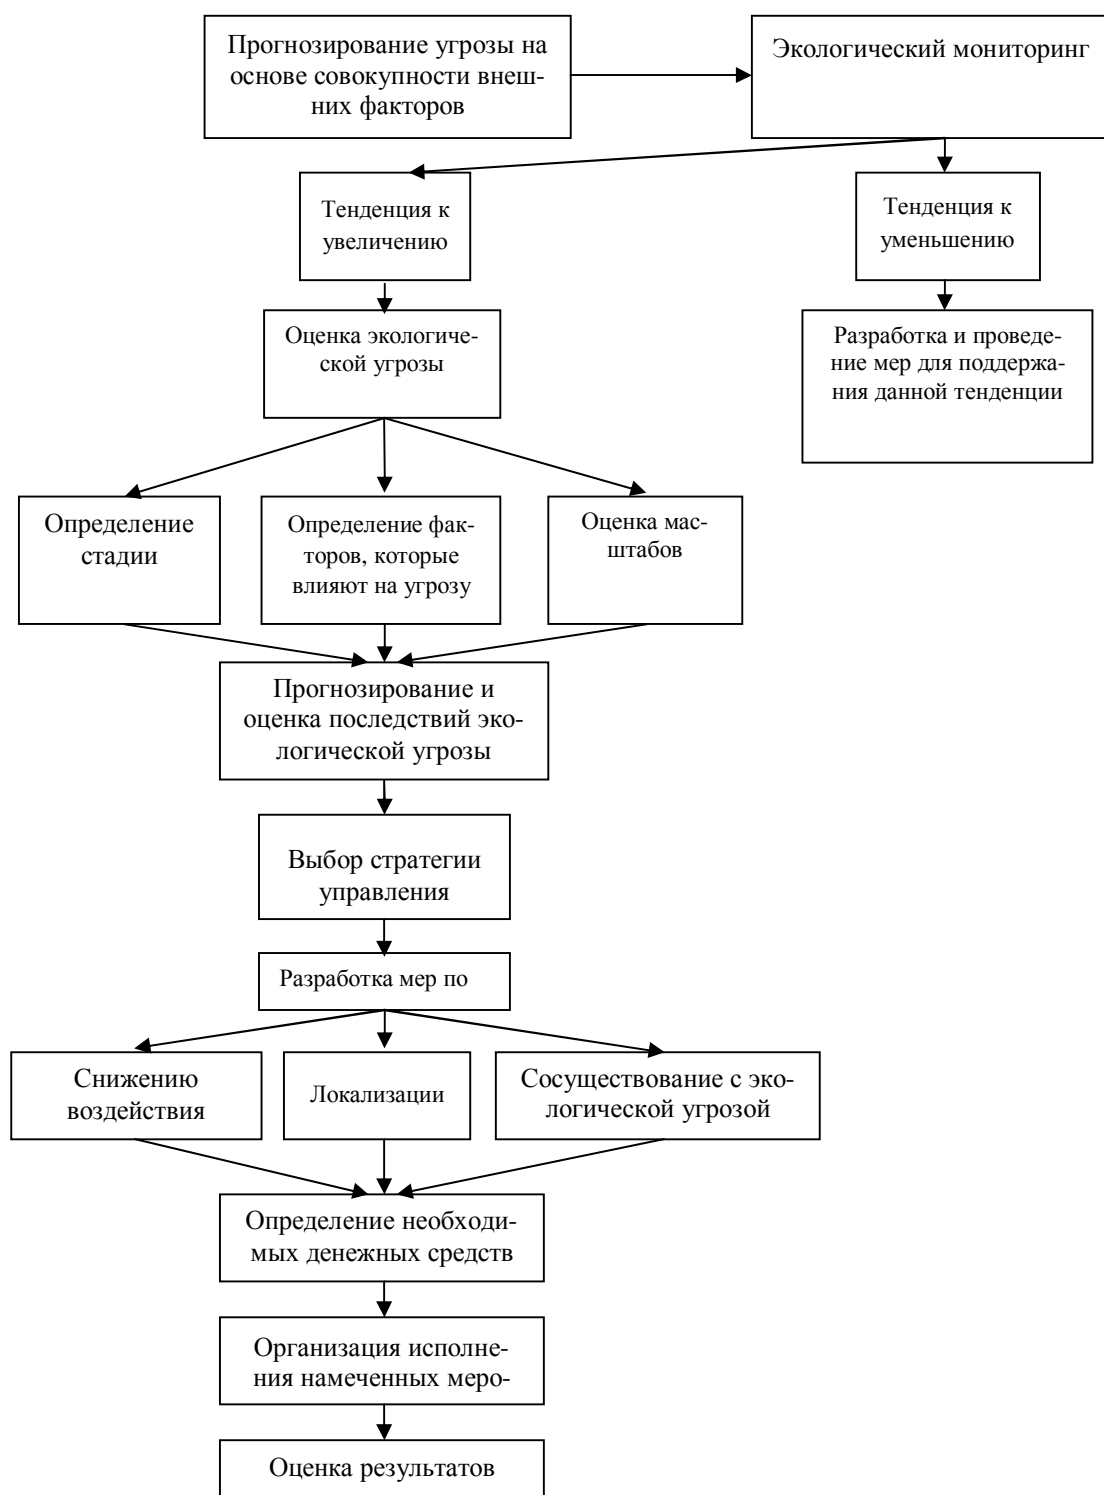 Прогнозирование угрозы на
основе совокупности внеш-
них факторов
Экологический мониторинг
Тенденция к
увеличению
Тенденция к
уменьшению
Оценка экологиче-
ской угрозы
Разработка и проведе-
ние мер для поддержа-
ния данной тенденции
Определение
стадии
Определение фак-
торов, которые
влияют на угрозу
Оценка мас-
штабов
Прогнозирование и
оценка последствий эко-
логической угрозы
Выбор стратегии
управления
Разработка мер по
Снижению
воздействия
Локализации
Сосуществование с эко-
логической угрозой
Определение необходи-
мых денежных средств
Организация исполне-
ния намеченных меро-
Оценка результатов